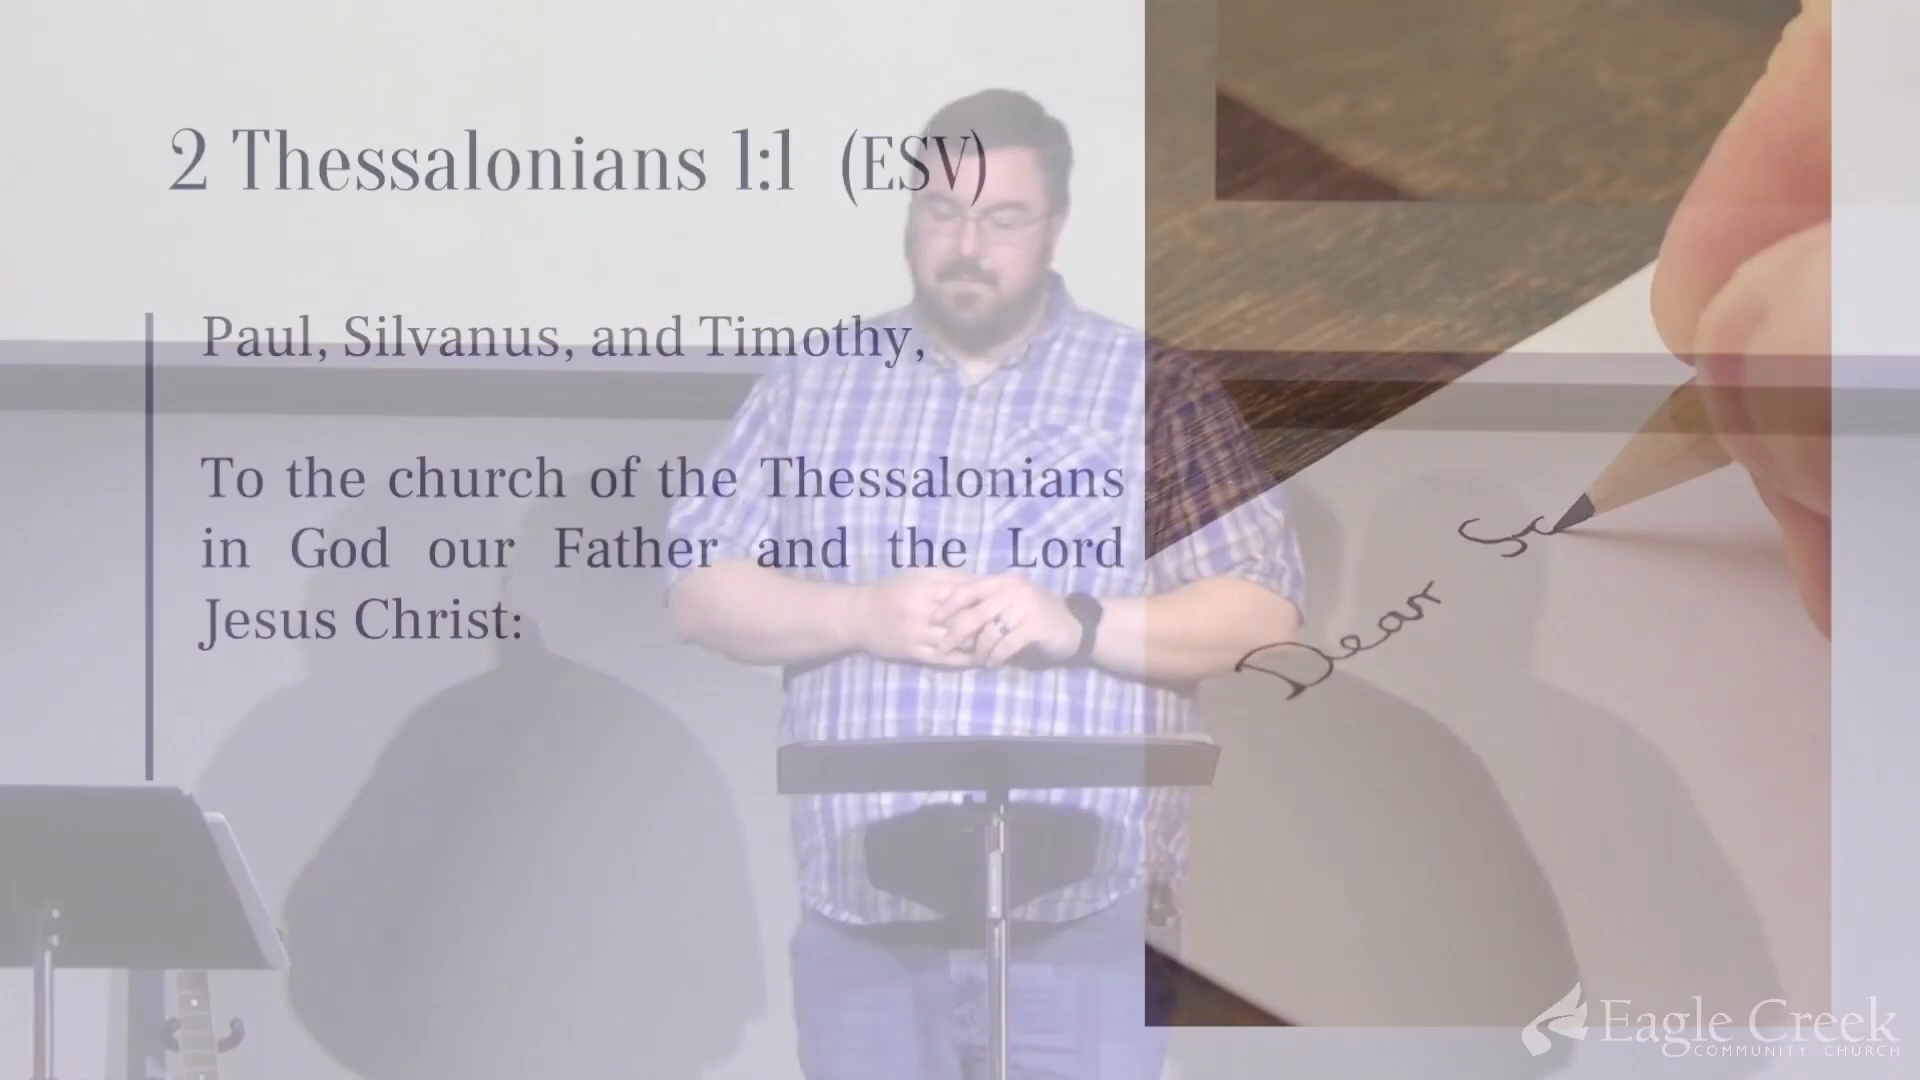 2 Thessalonians 1:1 (ESV)
Paul, Silvanus, and Timothy,
To the church of the Thessalonians
in God our Father and the Lord
Jesus Christ:
Dear
Eagle Creek
COMMUNITY CHURCH